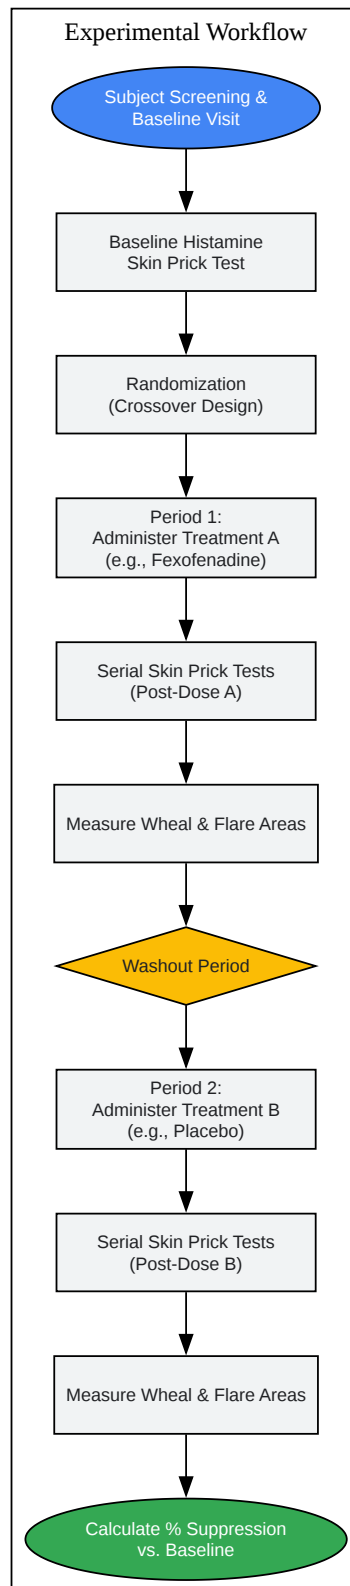 Experimental Workflow
Subject Screening &
Baseline Visit
Baseline Histamine
Skin Prick Test
Randomization
(Crossover Design)
Period 1:
Administer Treatment A
(e.g., Fexofenadine)
Serial Skin Prick Tests
(Post-Dose A)
Measure Wheal & Flare Areas
Washout Period
Period 2:
Administer Treatment B
(e.g., Placebo)
Serial Skin Prick Tests
(Post-Dose B)
Measure Wheal & Flare Areas
Calculate % Suppression
vs. Baseline